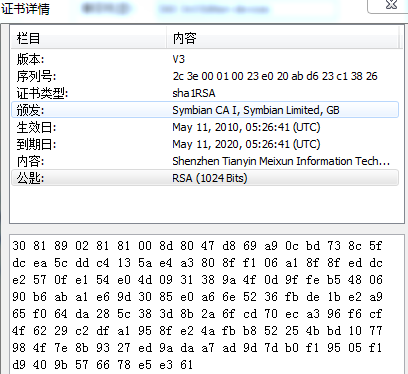 证书详情
栏目 内容
版本: V3
序列号: 2c 3e 00 01 00 23 e0 20 ab d6 23 c1 38 26
证书类型: sha1RSA
颁发: Symbian CA I, Symbian Limited, GB
生效日: May 11, 2010, 05:26:41 (UTC)
到期日: May 11, 2020, 05:26:41 (UTC)
内容: Shenzhen Tianyin Meixun Information Tech...
公匙: RSA (1024 Bits)
30 81 89 02 81 81 00 8d 80 47 d8 69 a9 0c bd 73 8c 5f
dc ea 5c dd c4 13 5a e4 a3 80 8f f1 06 a1 8f 8f ed dc
e2 57 0f e1 54 e0 4d 09 31 38 9a 4f 0d 9f fe b5 48 06
90 b6 ab a1 e6 9d 30 85 e0 a6 6e 52 36 fb de 1b e2 a9
65 f0 64 da 28 5c 38 3d 8b 2a 6f cd 70 ec a3 96 f6 cf
4f 62 29 c2 df a1 95 8f e2 4a fb b8 52 25 4b bd 10 77
98 4f 7e 8b 93 27 ed 9a da a7 ad 9d 7d b0 f1 95 05 f1
d9 40 9b 57 66 78 e5 e3 61